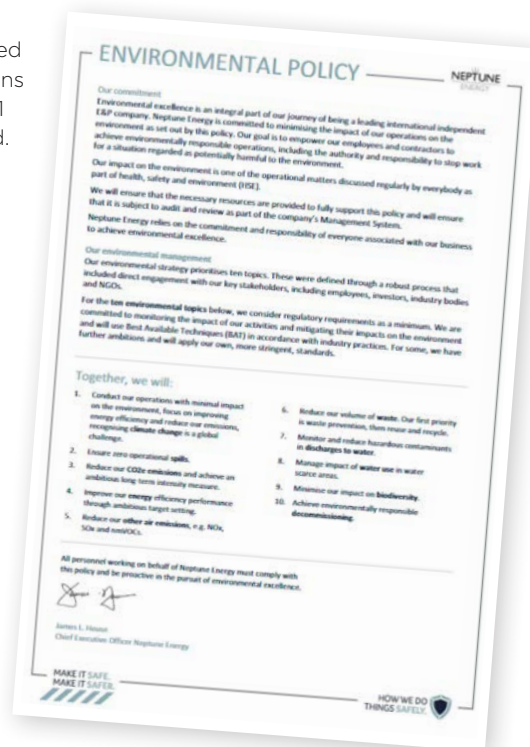 ed
ns
d.
ENVIRONMENTAL POLICY
NEPTUNE
ENERGY
Our commitment
Environmental excellence is an integral part of our journey of being a leading international independent
E&P company. Neptune Energy is committed to minimising the impact of our operations on the
environment as set out by this policy. Our goal is to empower our employees and contractors to
achieve environmentally responsible operations, including the authority and responsibility to stop work
for a situation regarded as potentially harmful to the environment.
Our impact on the environment is one of the operational matters discussed regularly by everybody as
part of health, safety and environment (HSE).
We will ensure that the necessary resources are provided to fully support this policy and will ensure
that it is subject to audit and review as part of the company's Management System.
Neptune Energy relies on the commitment and responsibility of everyone associated with our business
to achieve environmental excellence.
Our environmental management
Our environmental strategy prioritises ten topics. These were defined through a robust process that
included direct engagement with our key stakeholders, including employees, investors, industry bodies
and NGOs.
For the ten environmental topics below, we consider regulatory requirements as a minimum. We are
committed to monitoring the impact of our activities and mitigating their impacts on the environment
and will use Best Available Techniques (BAT) in accordance with industry practices. For some, we have
further ambitions and will apply our own, more stringent, standards.
Together, we will:
1. Conduct our operations with minimal impact
on the environment, focus on improving
energy efficiency and reduce our emissions,
recognising climate change is a global
challenge.
2. Ensure zero operational spills.
3. Reduce our CO2e emissions and achieve an
ambitious long term intensity measure.
4. Improve our energy efficiency performance
through ambitious target setting.
5. Reduce our other air emissions, e.g. NOx,
SOx and nmVOCs.
6. Reduce our volume of waste. Our first priority
is waste prevention, then reuse and recycle.
7. Monitor and reduce hazardous contaminants
in discharges to water.
8. Manage impact of water use in water
scarce areas.
9. Minimise our impact on biodiversity.
10. Achieve environmentally responsible
decommissioning.
All personnel working on behalf of Neptune Energy must comply with
this policy and be proactive in the pursuit of environmental excellence.
James L. House
Chief Executive Officer Neptune Energy
MAKE IT SAFE.
MAKE IT SAFER.
HOW WE DO
THINGS SAFELY.